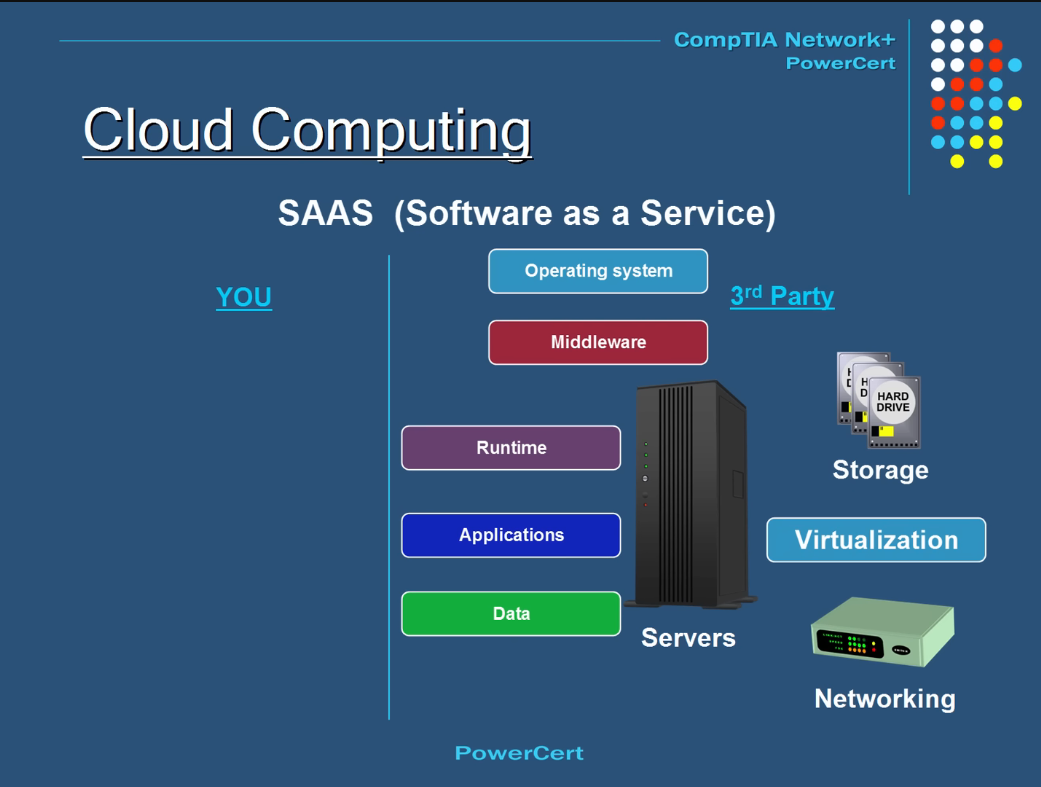 CompTIA Network+
PowerCert
Cloud Computing
SAAS (Software as a Service)
YOU
3rd Party
Operating system
Middleware
Runtime
Applications
Data
Servers
HARD
DRIVE
Storage
Virtualization
Networking
PowerCert